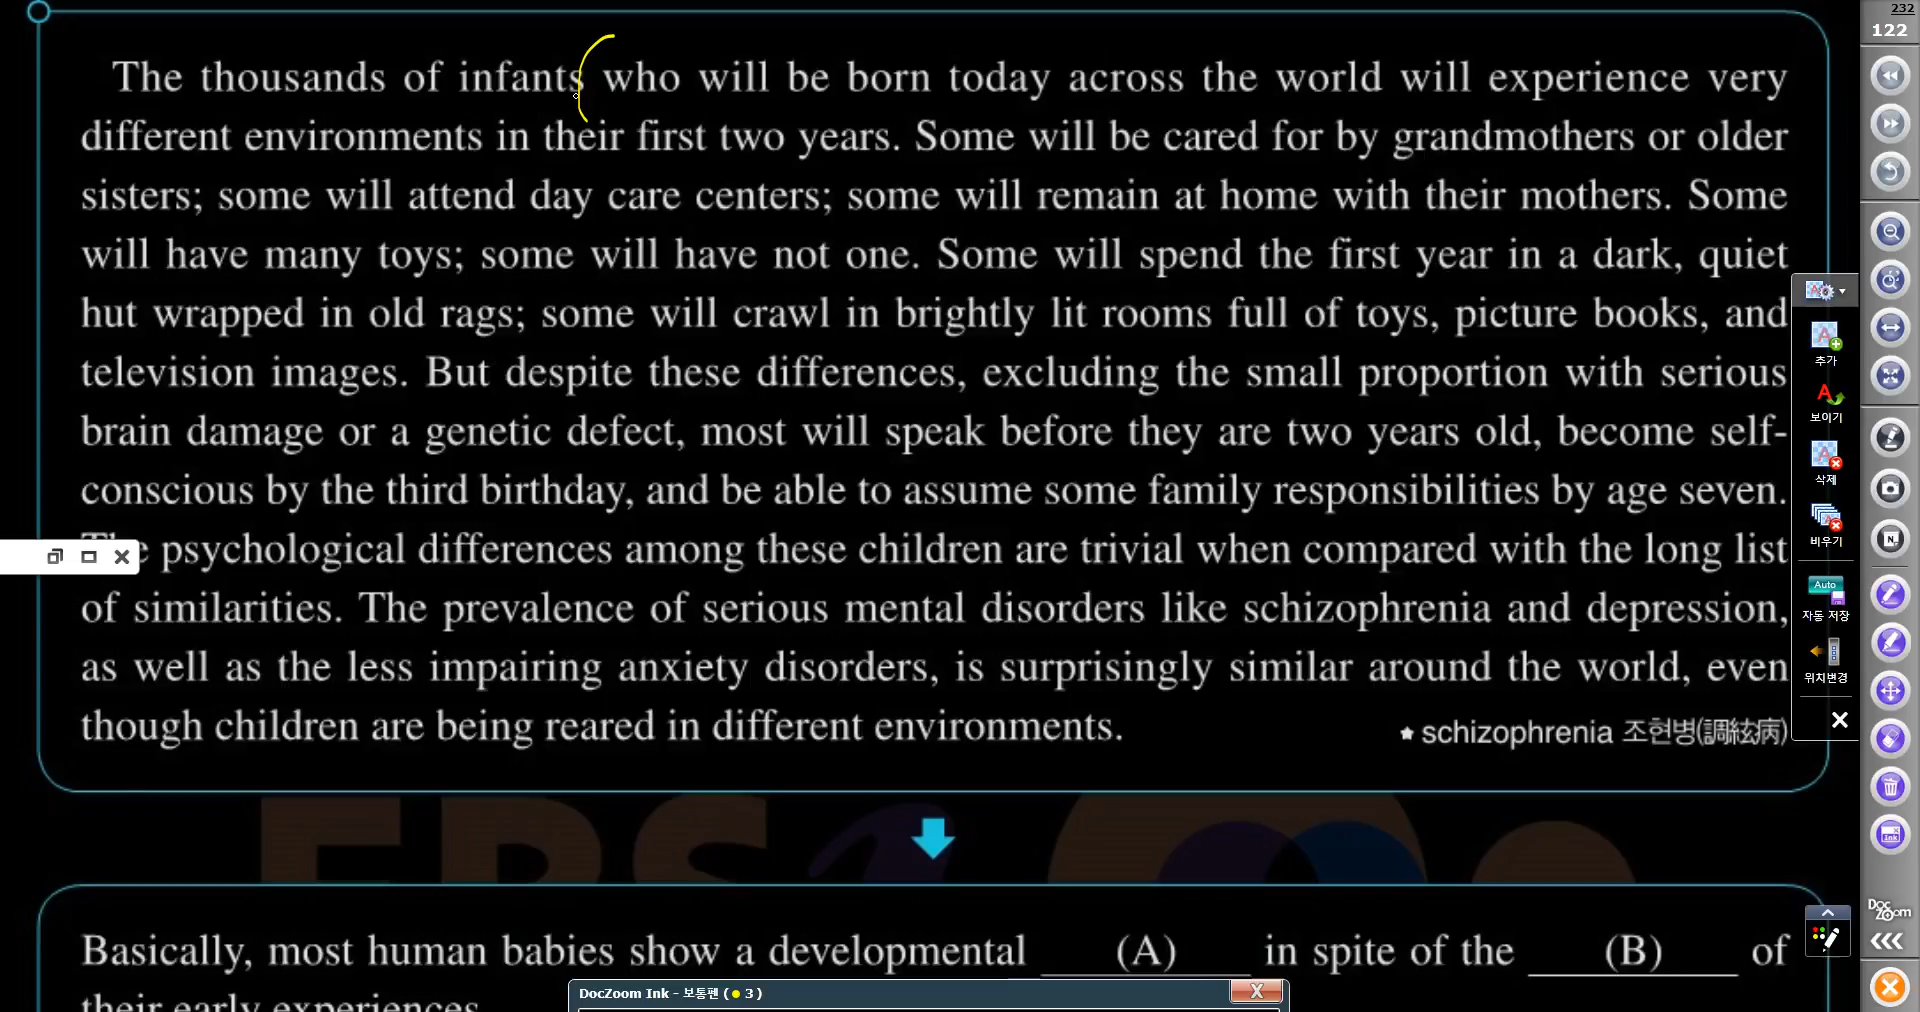 232
122
The thousands of infants who will be born today across the world will experience very
different environments in their first two years. Some will be cared for by grandmothers or older
sisters; some will attend day care centers; some will remain at home with their mothers. Some
will have many toys; some will have not one. Some will spend the first year in a dark, quiet
hut wrapped in old rags; some will crawl in brightly lit rooms full of toys, picture books, and
television images. But despite these differences, excluding the small proportion with serious
brain damage or a genetic defect, most will speak before they are two years old, become self-
conscious by the third birthday, and be able to assume some family responsibilities by age seven.
psychological differences among these children are trivial when compared with the long list
of similarities. The prevalence of serious mental disorders like schizophrenia and depression,
as well as the less impairing anxiety disorders, is surprisingly similar around the world, even
though children are being reared in different environments.
★ schizophrenia 조현병(調絃病)
Basically, most human babies show a developmental (A) in spite of the (B) of
their early experiences.
추가
보이기
삭제
비우기
Auto
자동 저장
위치변경
Doc Zoom
Ink
DocZoom Ink - 보통펜 ( ● 3 )
EBS